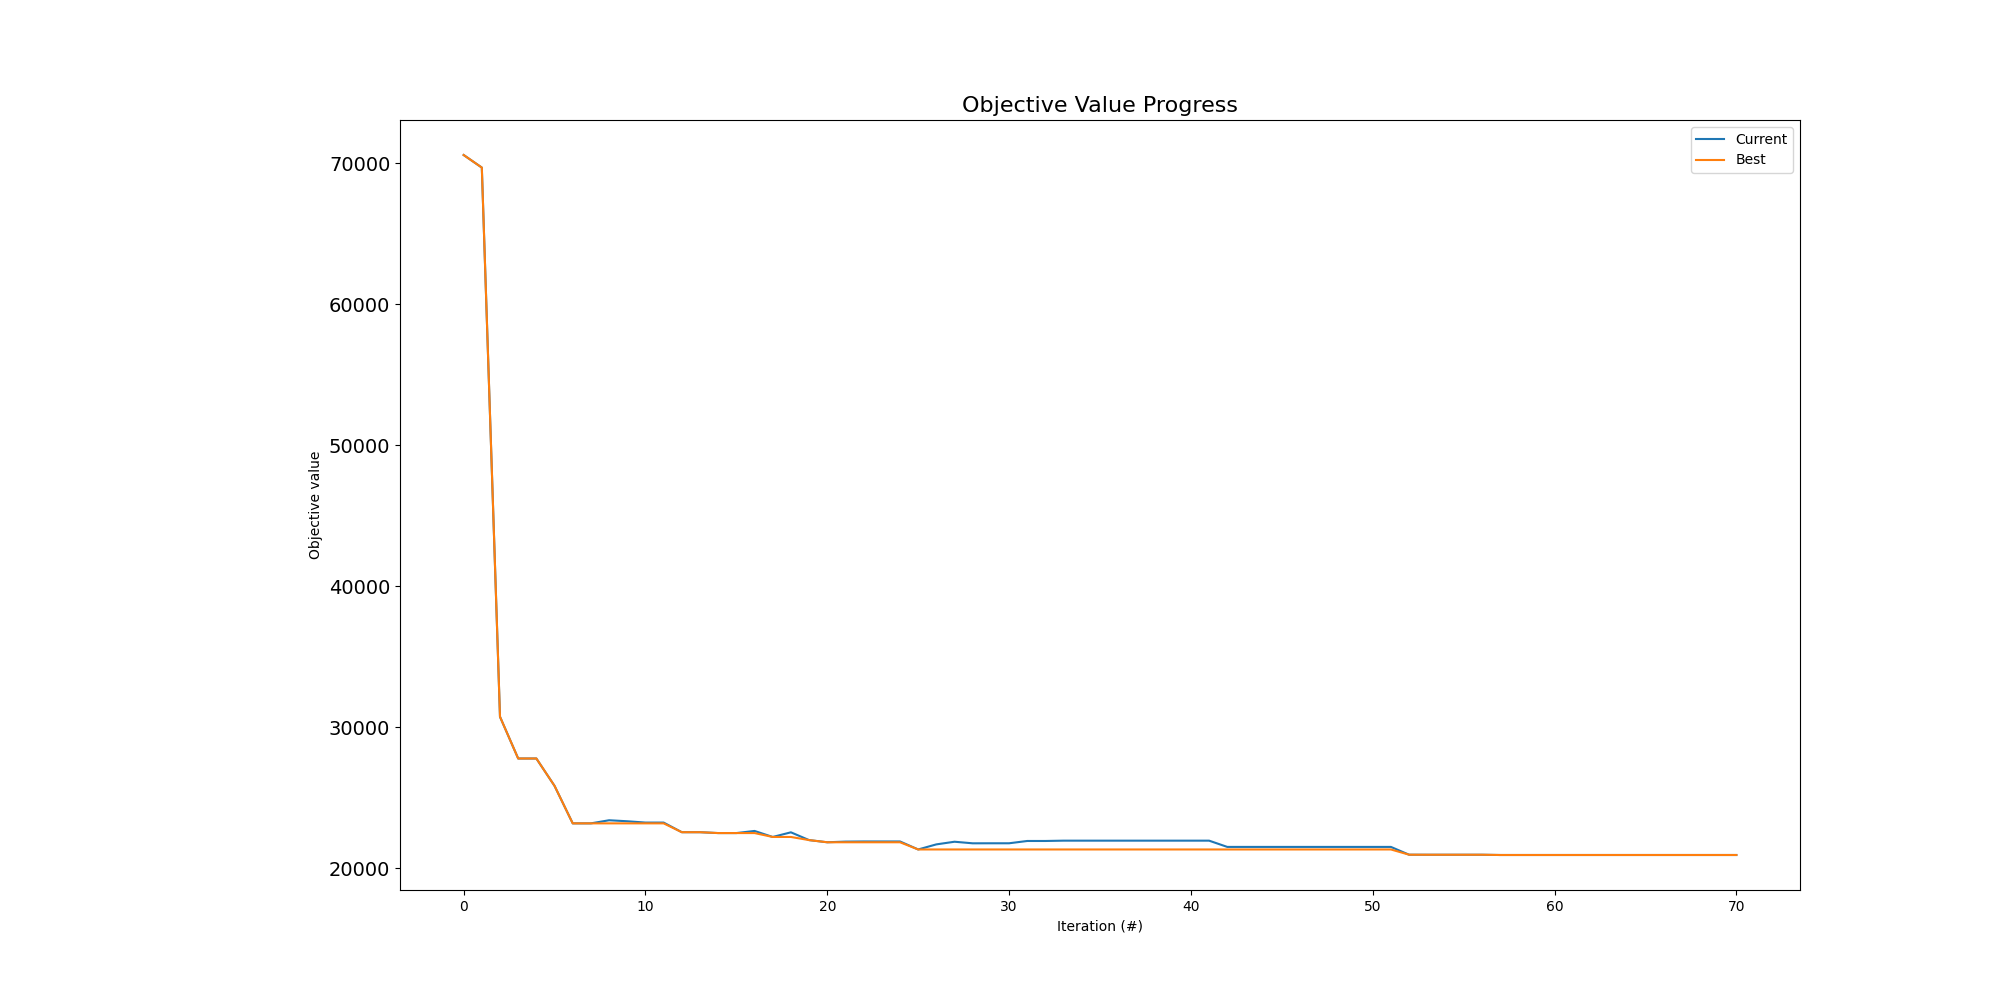 Objective Value Progress
Current
Best
70000
60000
50000
40000
30000
20000
Objective value
0 10 20 30 40 50 60 70
Iteration (#)